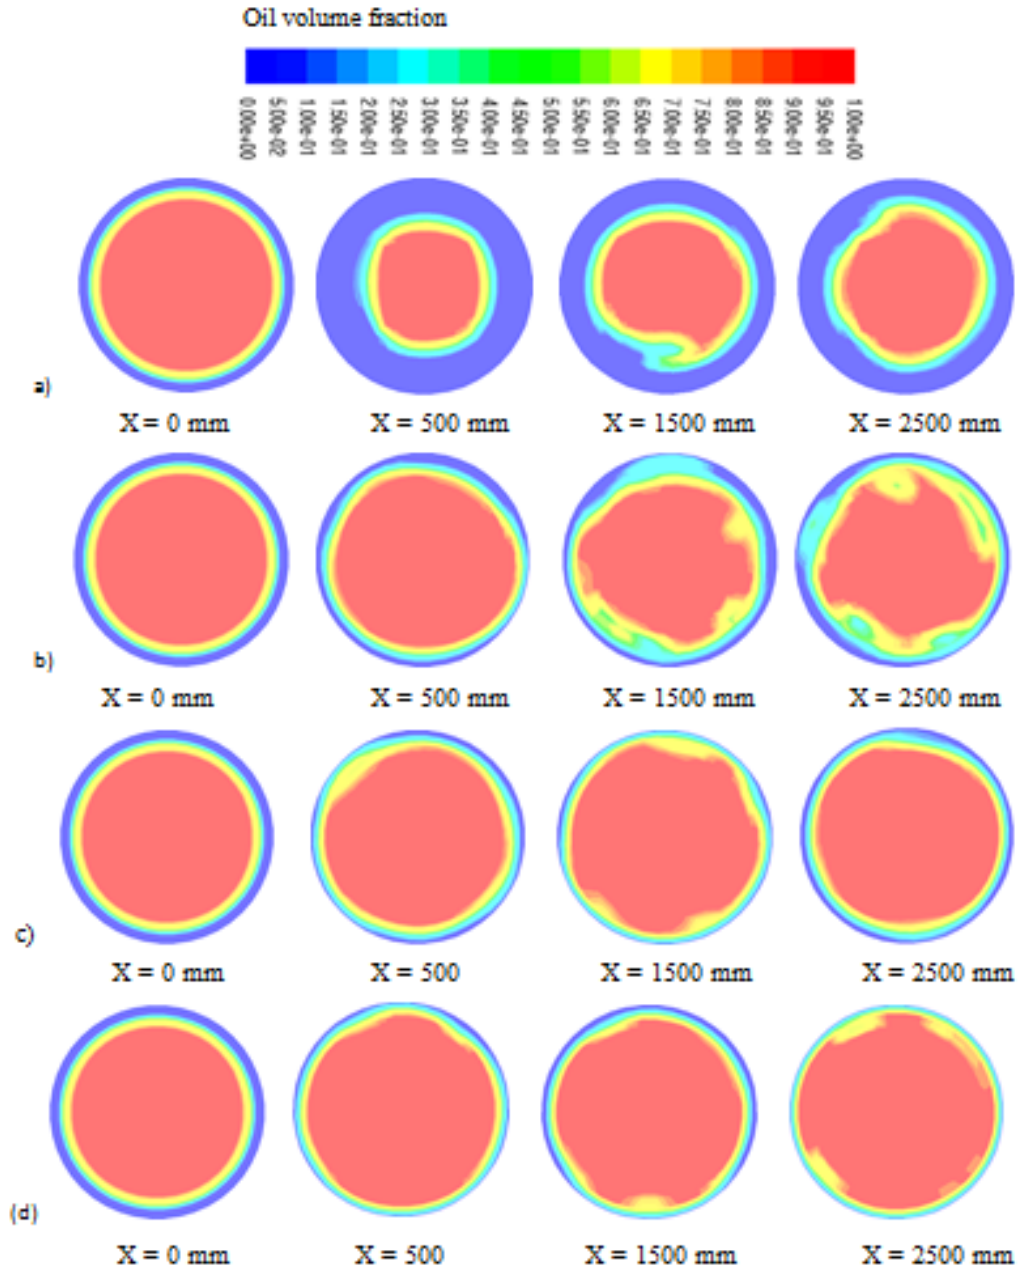 Oil volume fraction
0.00e+00
5.00e-02
1.00e-01
1.50e-01
2.00e-01
2.50e-01
3.00e-01
3.50e-01
4.00e-01
4.50e-01
5.00e-01
5.50e-01
6.00e-01
6.50e-01
7.00e-01
7.50e-01
8.00e-01
8.50e-01
9.00e-01
9.50e-01
1.00e+00
a)
X = 0 mm X = 500 mm X = 1500 mm X = 2500 mm
b)
X = 0 mm X = 500 mm X = 1500 mm X = 2500 mm
c)
X = 0 mm X = 500 X = 1500 mm X = 2500 mm
(d)
X = 0 mm X = 500 X = 1500 mm X = 2500 mm